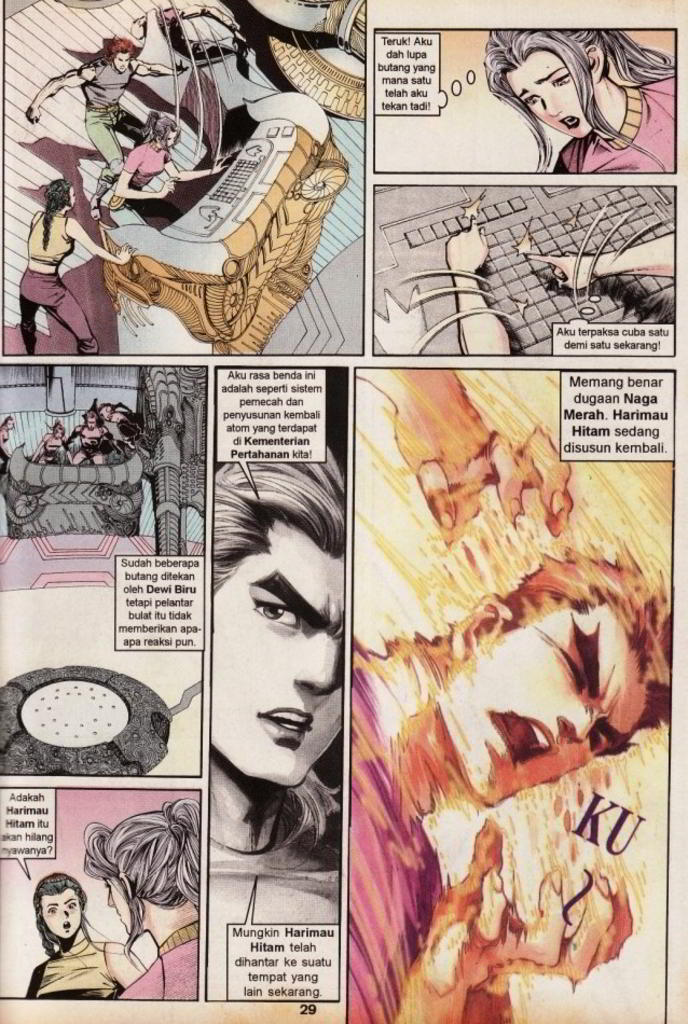 Teruk! Aku
dah lupa
butang yang
mana satu
telah aku
tekan tadi!
Aku terpaksa cuba satu
demi satu sekarang!
Sudah beberapa
butang ditekan
oleh Dewi Biru
tetapi pelantar
bulat itu tidak
memberikan apa-
apa reaksi pun.
Aku rasa benda ini
adalah seperti sistem
pemecah dan
penyusunan kembali
atom yang terdapat
di Kementerian
Pertahanan kita!
Memang benar
dugaan Naga
Merah. Harimau
Hitam sedang
disusun kembali.
Adakah
Harimau
Hitam itu
akan hilang
nyawanya?
Mungkin Harimau
Hitam telah
dihantar ke suatu
tempat yang
lain sekarang.
KU
29